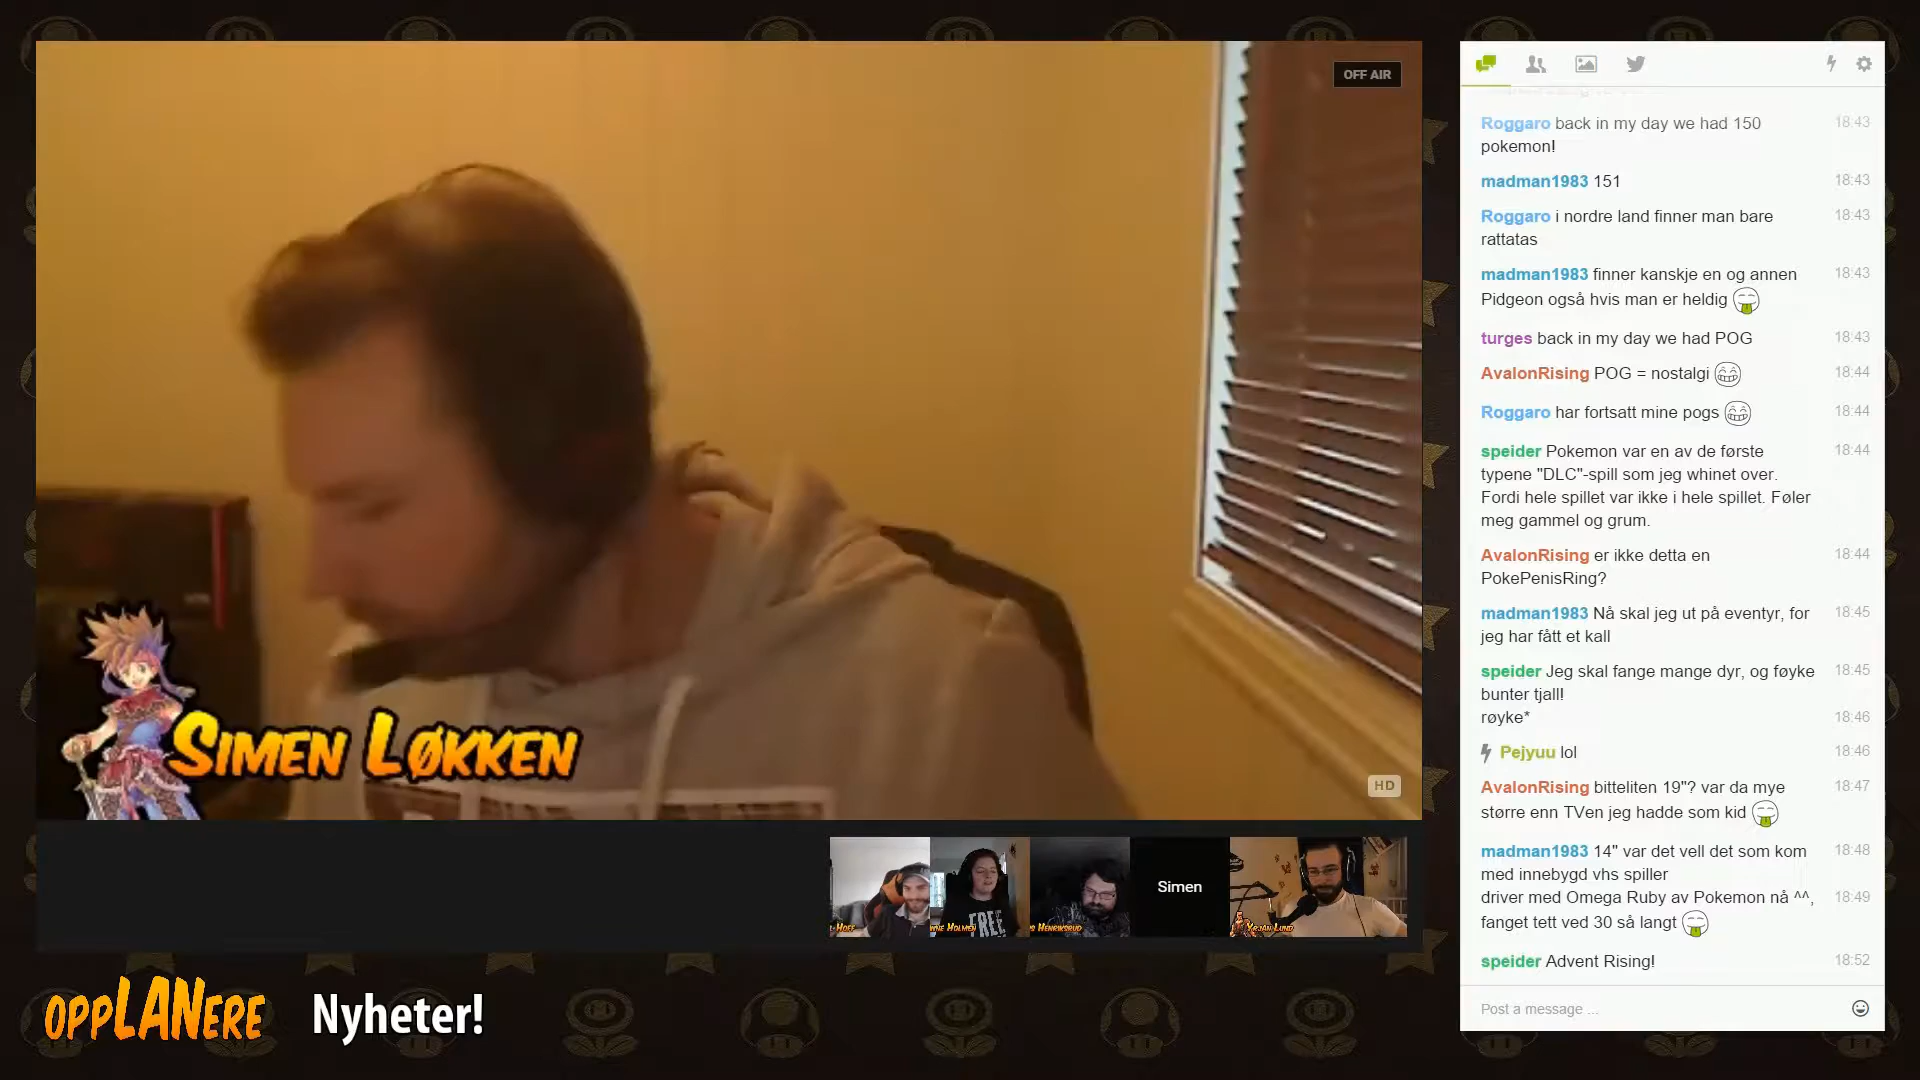 OFF AIR
SIMEN LØKKEN
HD
L-HOFF
NNE HOLMEN
FREE
S HENRIKSRUD
Simen
YRJAN LUND
OPPLANERE
Nyheter!
Roggaro back in my day we had 150 18:43
pokemon!
madman1983 151 18:43
Roggaro i nordre land finner man bare 18:43
rattatas
madman1983 finner kanskje en og annen 18:43
Pidgeon også hvis man er heldig
turges back in my day we had POG 18:43
AvalonRising POG = nostalgi 18:44
Roggaro har fortsatt mine pogs 18:44
speider Pokemon var en av de første 18:44
typene "DLC"-spill som jeg whinet over.
Fordi hele spillet var ikke i hele spillet. Føler
meg gammel og grum.
AvalonRising er ikke detta en 18:44
PokePenisRing?
madman1983 Nå skal jeg ut på eventyr, for 18:45
jeg har fått et kall
speider Jeg skal fange mange dyr, og føyke 18:45
bunter tjall!
røyke* 18:46
Pejyuu lol 18:46
AvalonRising bitteliten 19"? var da mye 18:47
større enn TVen jeg hadde som kid
madman1983 14" var det vell det som kom 18:48
med innebygd vhs spiller
driver med Omega Ruby av Pokemon nå ^^, 18:49
fanget tett ved 30 så langt
speider Advent Rising! 18:52
Post a message ...